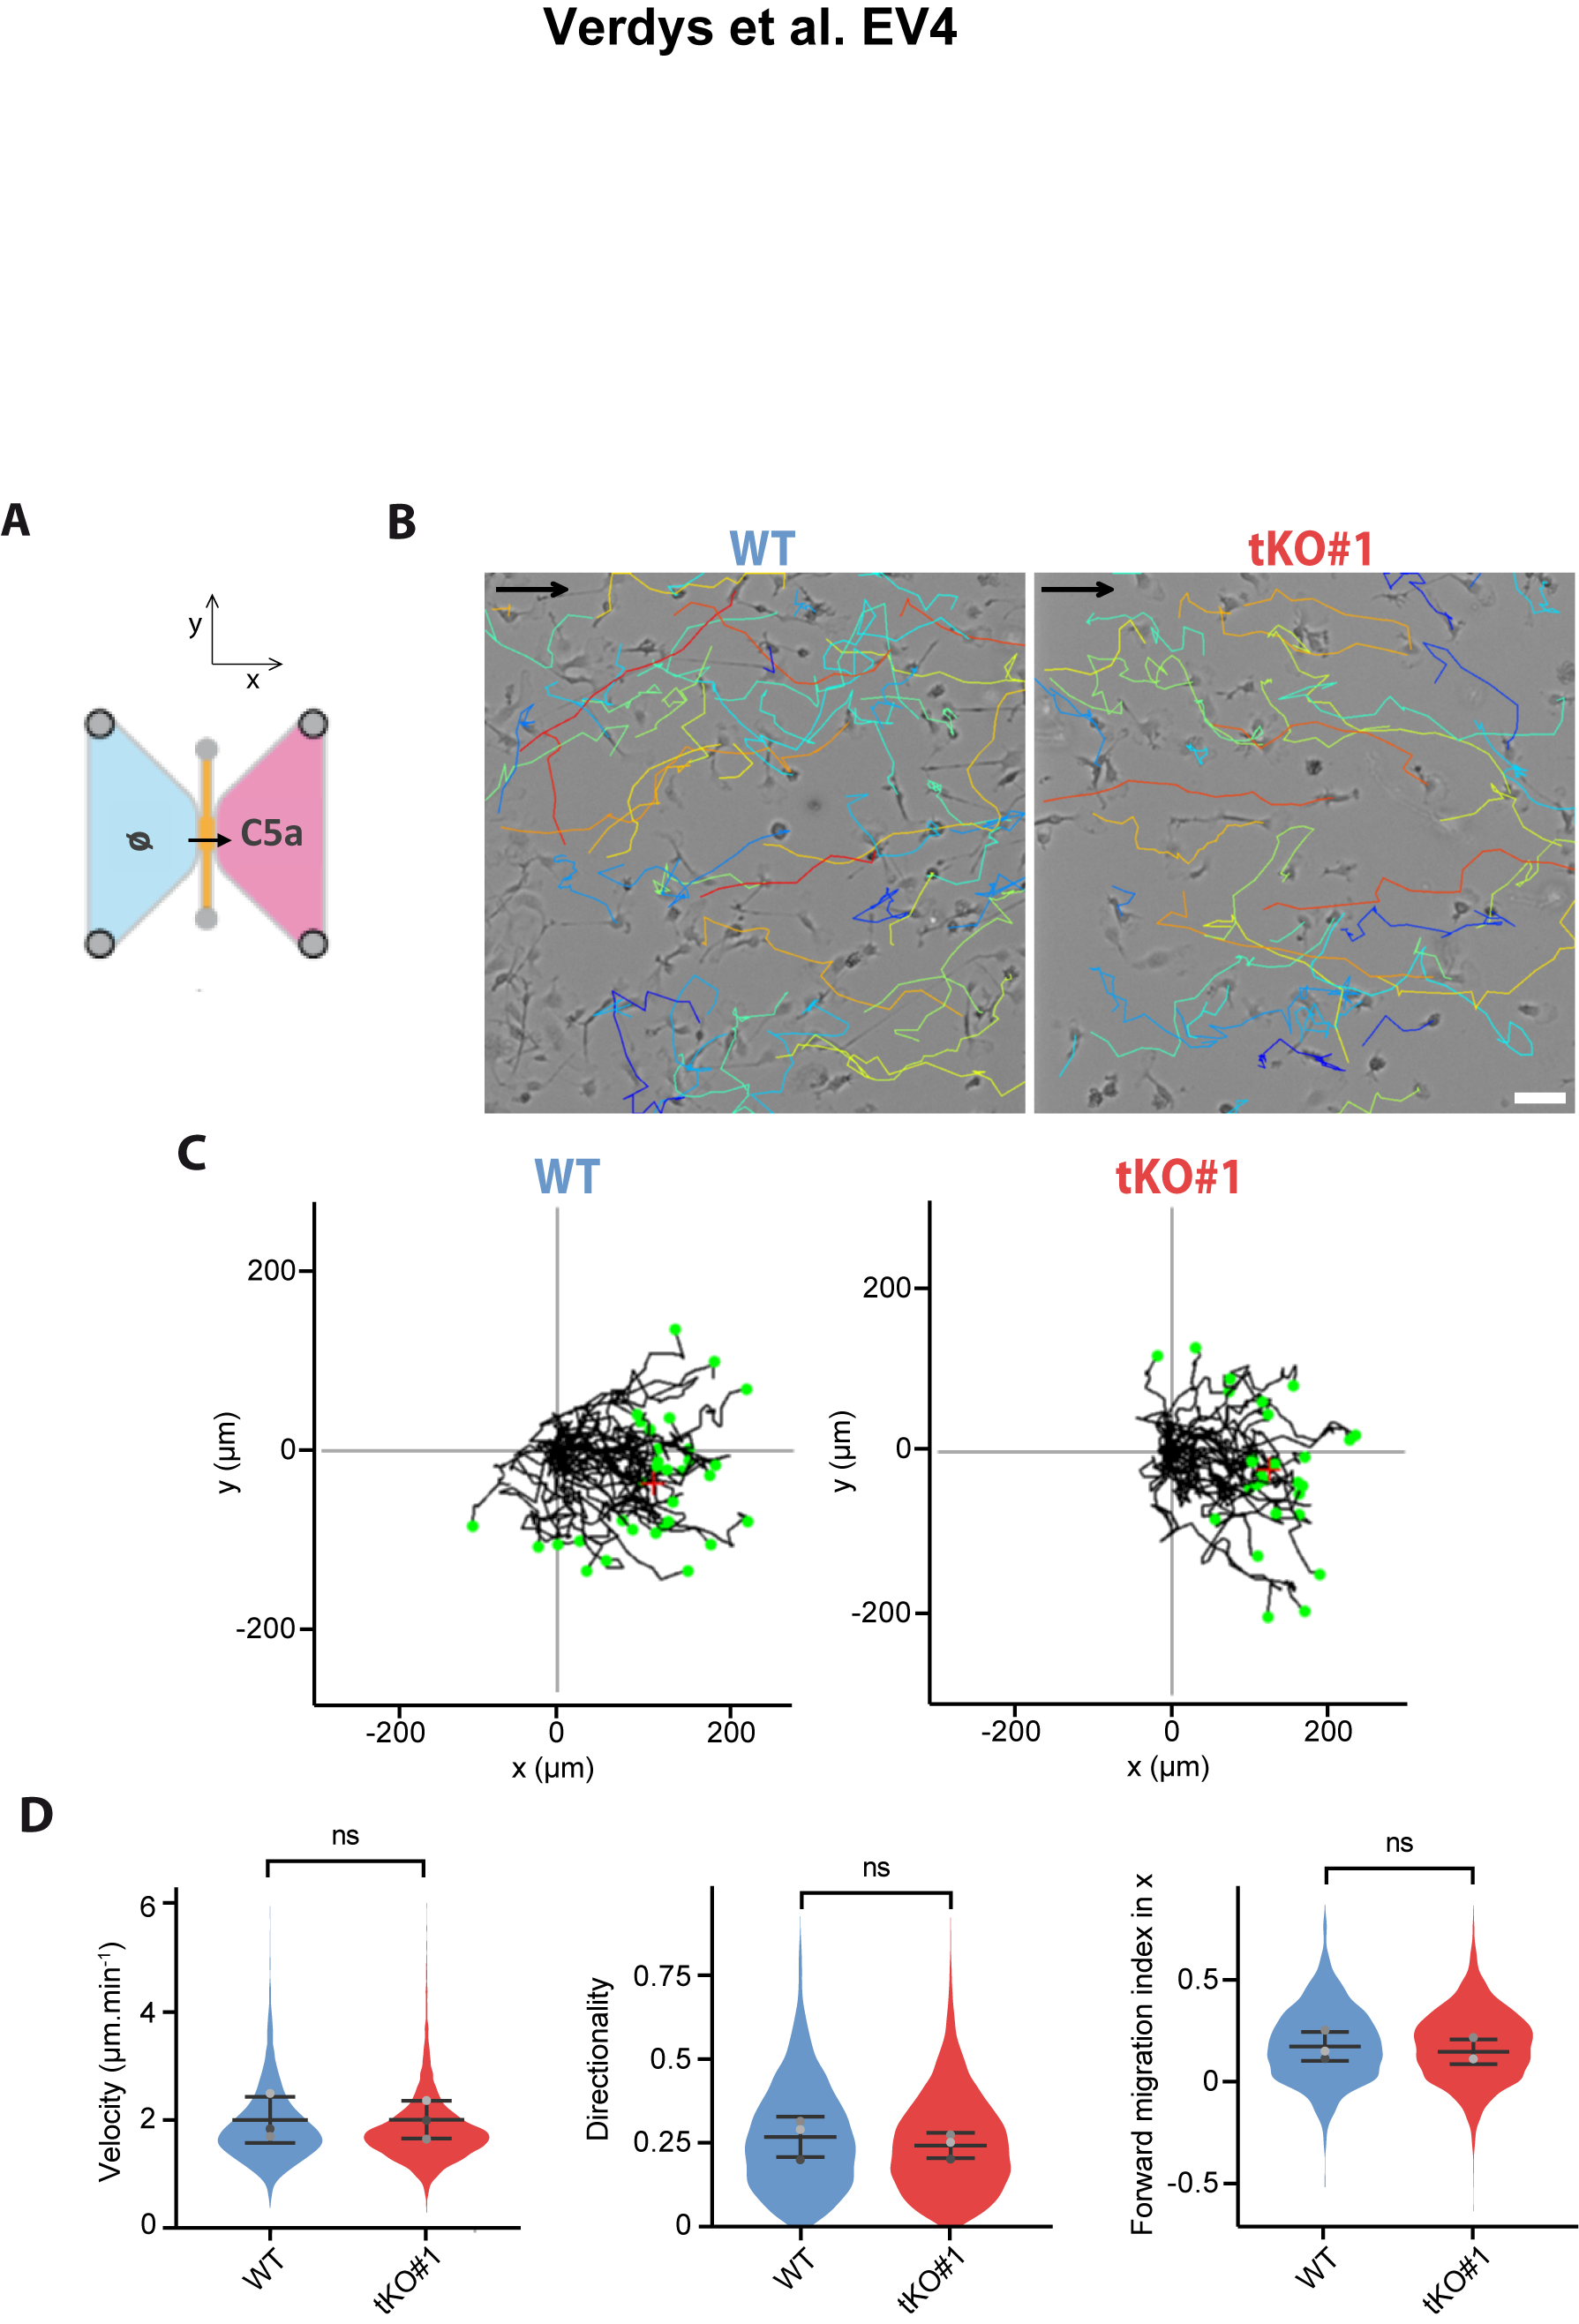 Verdys et al. EV4
A
B
WT
tKO#1
y
x
ø
C5a
C
WT
tKO#1
200
0
-200
y (µm)
-200
0
200
x (µm)
200
0
-200
y (µm)
-200
0
200
x (µm)
D
ns
6
4
2
0
Velocity (µm.min⁻¹)
WT
tKO#1
ns
0.75
0.5
0.25
0
Directionality
WT
tKO#1
ns
0.5
0
-0.5
Forward migration index in x
WT
tKO#1